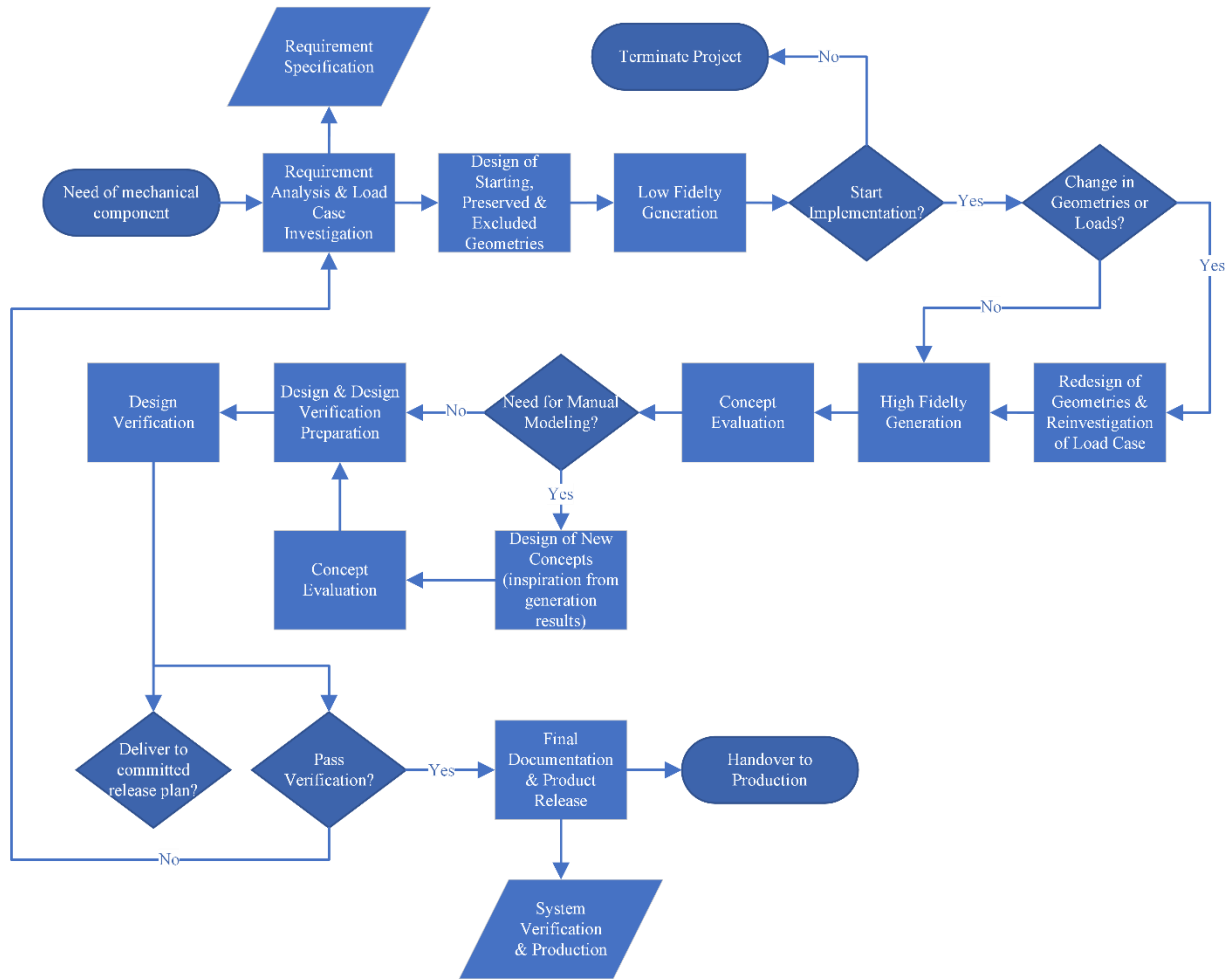 Requirement
Specification
Terminate Project
No
Need of mechanical
component
Requirement
Analysis & Load
Case
Investigation
Design of
Starting,
Preserved &
Excluded
Geometries
Low Fidelty
Generation
Start
Implementation?
Yes
Change in
Geometries or
Loads?
Yes
No
Design
Verification
Design & Design
Verification
Preparation
No
Need for Manual
Modeling?
Concept
Evaluation
High Fidelty
Generation
Redesign of
Geometries &
Reinvestigation
of Load Case
Yes
Concept
Evaluation
Design of New
Concepts
(inspiration from
generation
results)
Deliver to
committed
release plan?
Pass
Verification?
Yes
Final
Documentation
& Product
Release
Handover to
Production
No
System
Verification
& Production